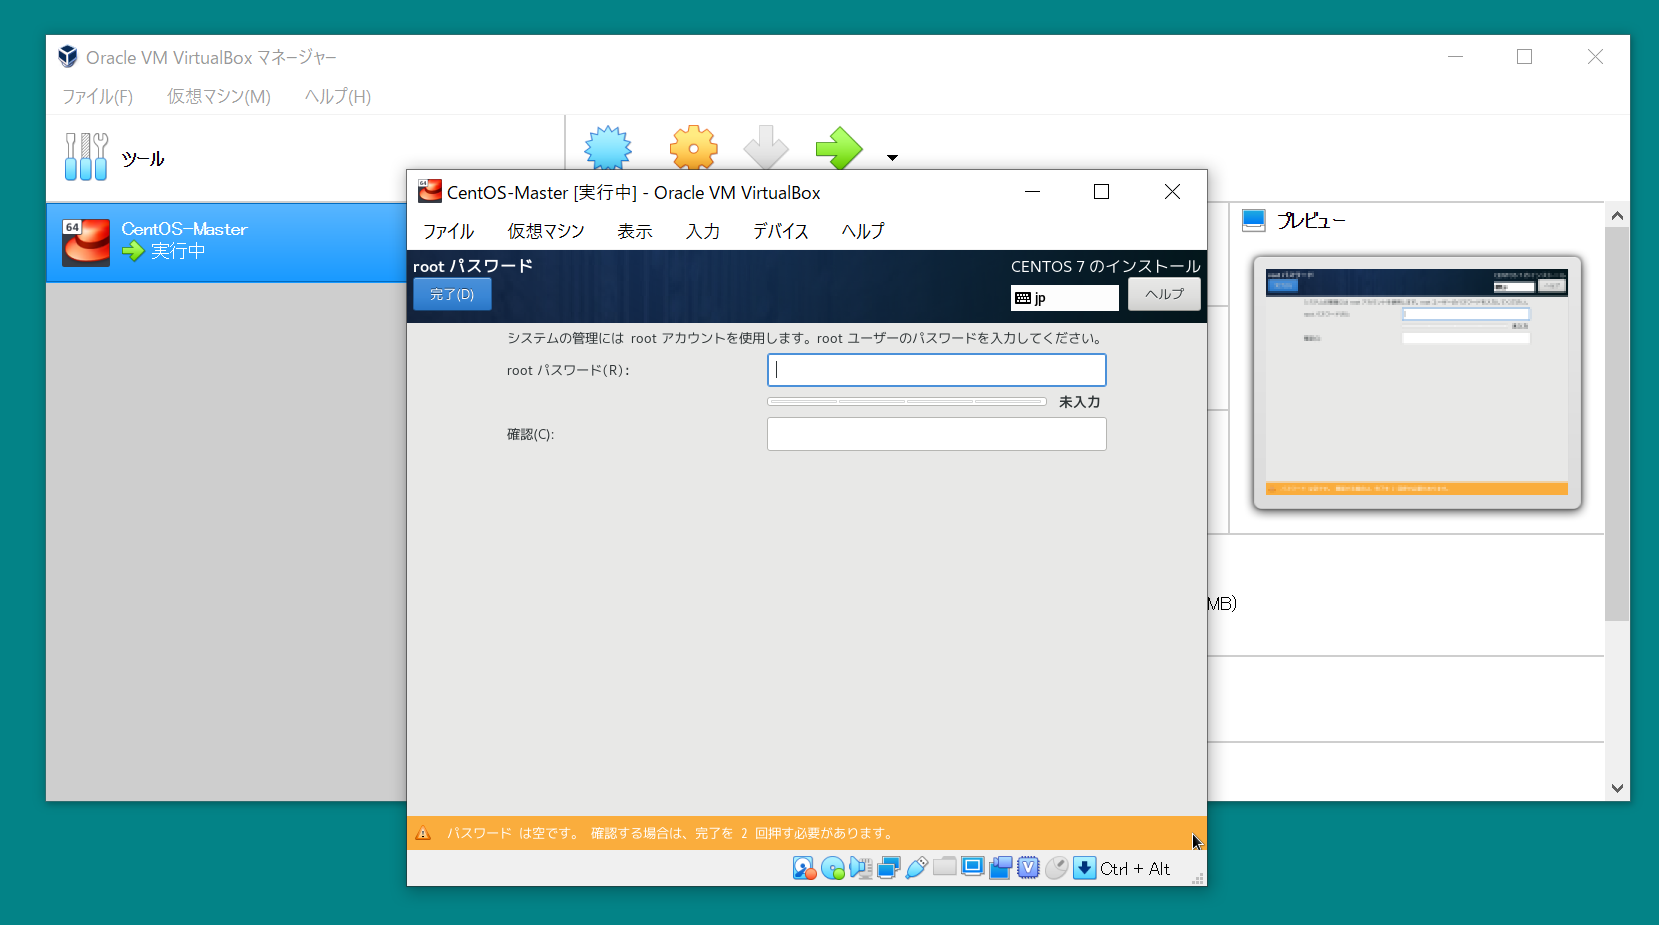 Oracle VM VirtualBox マネージャー
ファイル(F) 仮想マシン(M) ヘルプ(H)
ツール
64
CentOS-Master
実行中
プレビュー
MB)
64
CentOS-Master [実行中] - Oracle VM VirtualBox
ファイル 仮想マシン 表示 入力 デバイス ヘルプ
root パスワード
CENTOS 7 のインストール
完了(D)
jp
ヘルプ
システムの管理には root アカウントを使用します。root ユーザーのパスワードを入力してください。
root パスワード(R):
未入力
確認(C):
パスワード は空です。 確認する場合は、完了を 2 回押す必要があります。
V
Ctrl + Alt